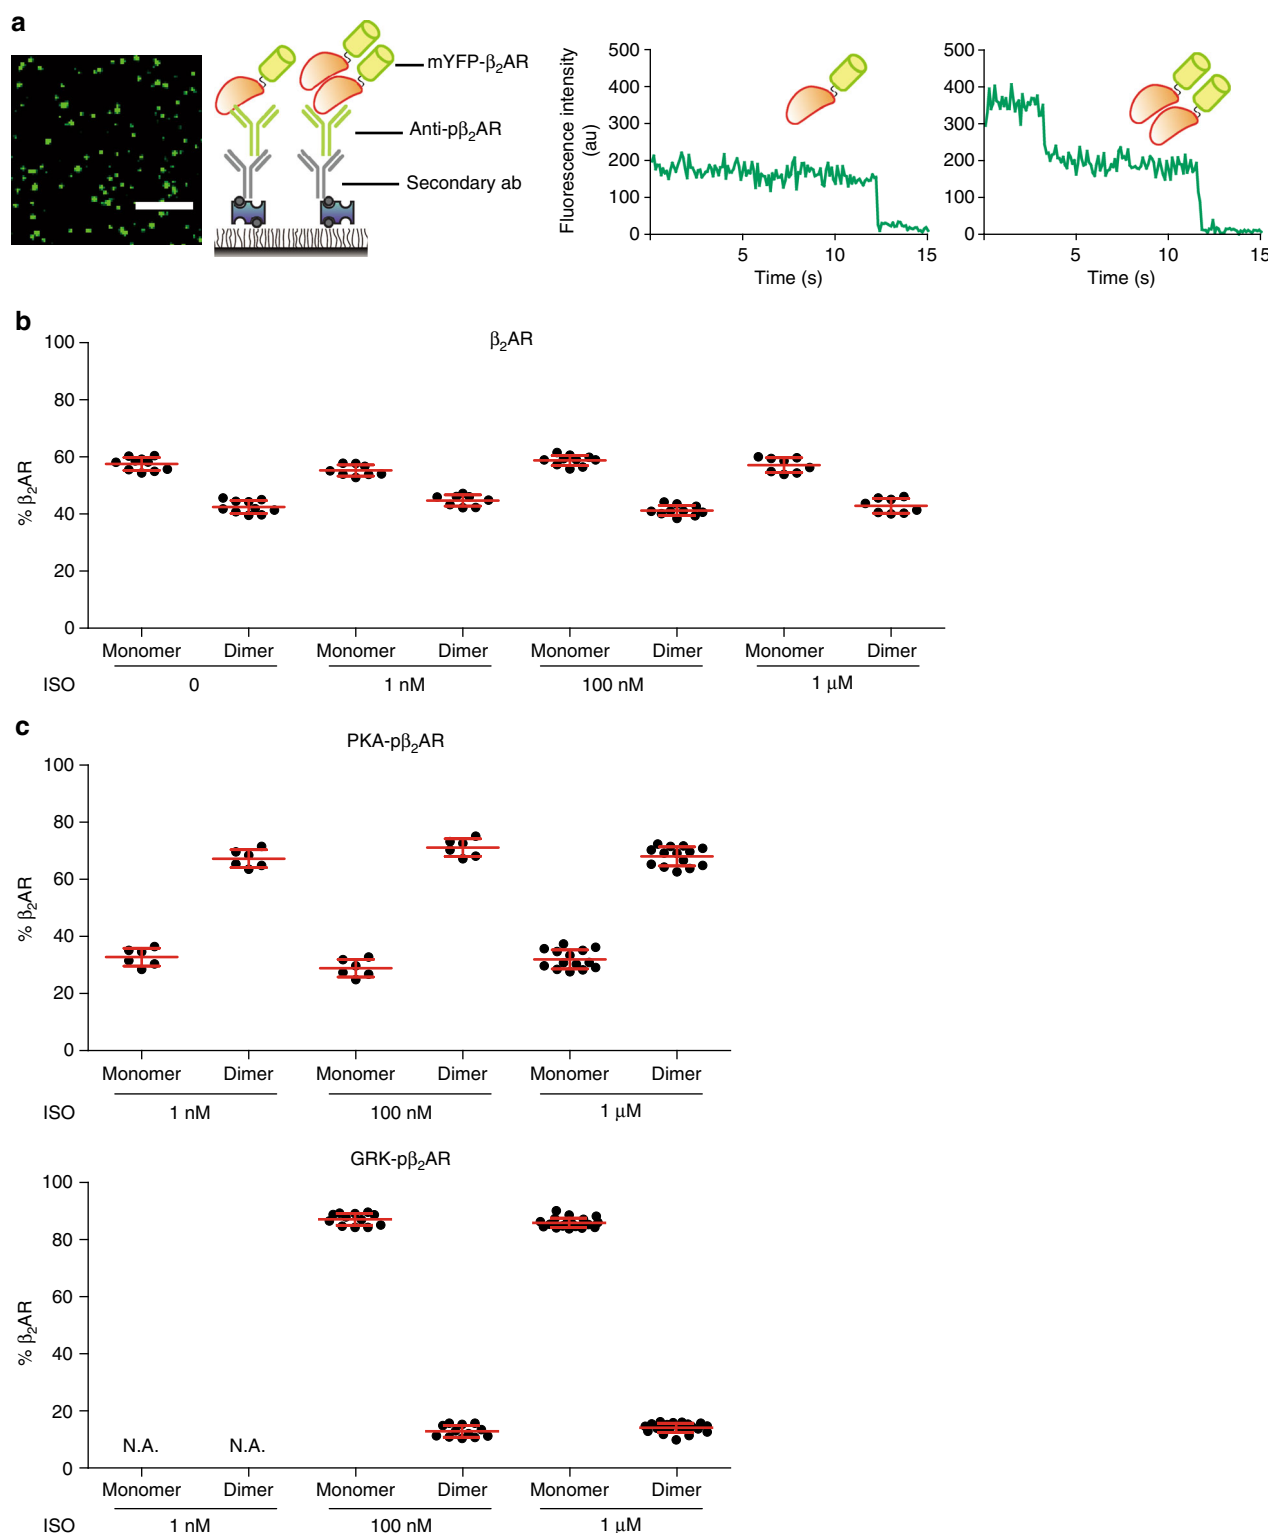 a
mYFP-β₂AR
Anti-pβ₂AR
Secondary ab
Fluorescence intensity
(au)
500
400
300
200
100
0
5
10
15
Time (s)
500
400
300
200
100
0
5
10
15
Time (s)
b
β₂AR
% β₂AR
100
80
60
40
20
0
Monomer Dimer Monomer Dimer Monomer Dimer Monomer Dimer
ISO 0 1 nM 100 nM 1 μM
c
PKA-pβ₂AR
% β₂AR
100
80
60
40
20
0
Monomer Dimer Monomer Dimer Monomer Dimer
ISO 1 nM 100 nM 1 μM
GRK-pβ₂AR
% β₂AR
100
80
60
40
20
0
N.A. N.A.
Monomer Dimer Monomer Dimer Monomer Dimer
ISO 1 nM 100 nM 1 μM